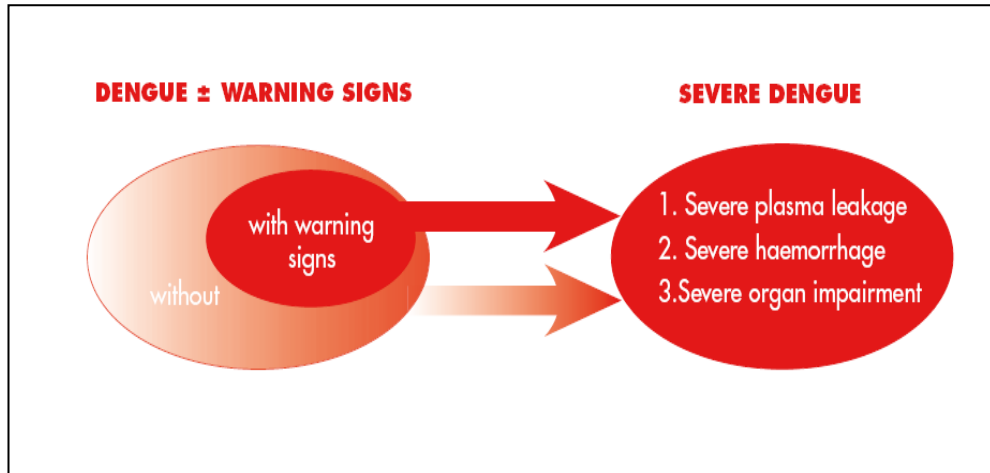 DENGUE ± WARNING SIGNS
SEVERE DENGUE
with warning
signs
without
1. Severe plasma leakage
2. Severe haemorrhage
3.Severe organ impairment